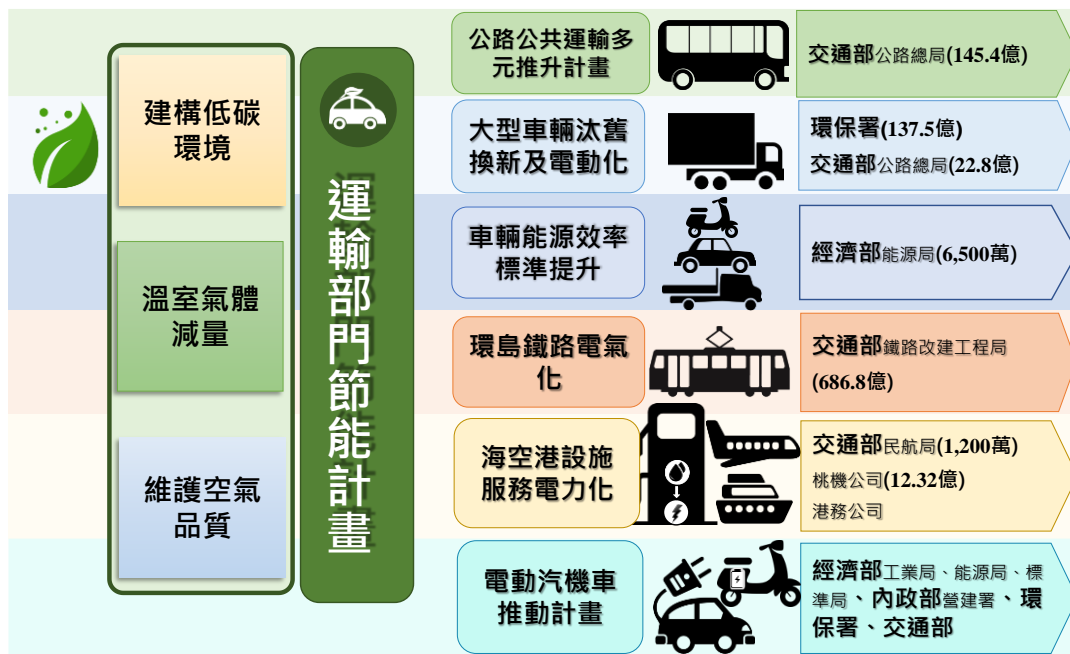 建構低碳
環境
溫室氣體
減量
維護空氣
品質
運輸部門節能計畫
公路公共運輸多
元推升計畫
交通部公路總局(145.4億)
大型車輛汰舊
換新及電動化
環保署(137.5億)
交通部公路總局(22.8億)
車輛能源效率
標準提升
經濟部能源局(6,500萬)
環島鐵路電氣
化
交通部鐵路改建工程局
(686.8億)
海空港設施
服務電力化
交通部民航局(1,200萬)
桃機公司(12.32億)
港務公司
電動汽機車
推動計畫
經濟部工業局、能源局、標
準局、內政部營建署、環
保署、交通部